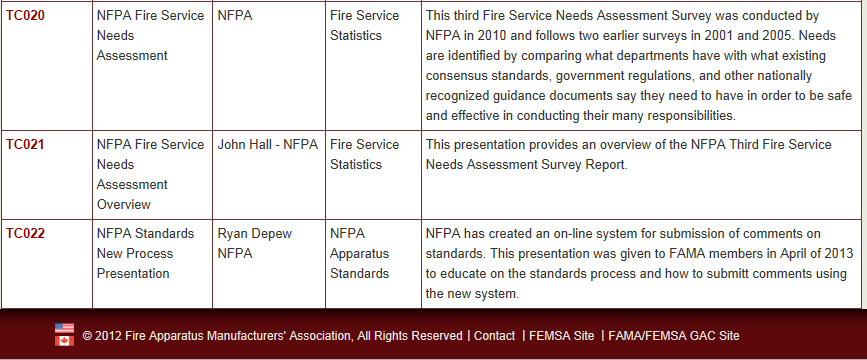 TC020
NFPA Fire Service
Needs
Assessment
NFPA
Fire Service
Statistics
This third Fire Service Needs Assessment Survey was conducted by
NFPA in 2010 and follows two earlier surveys in 2001 and 2005. Needs
are identified by comparing what departments have with what existing
consensus standards, government regulations, and other nationally
recognized guidance documents say they need to have in order to be safe
and effective in conducting their many responsibilities.
TC021
NFPA Fire Service
Needs
Assessment
Overview
John Hall - NFPA
Fire Service
Statistics
This presentation provides an overview of the NFPA Third Fire Service
Needs Assessment Survey Report.
TC022
NFPA Standards
New Process
Presentation
Ryan Depew
NFPA
NFPA
Apparatus
Standards
NFPA has created an on-line system for submission of comments on
standards. This presentation was given to FAMA members in April of 2013
to educate on the standards process and how to submitt comments using
the new system.
© 2012 Fire Apparatus Manufacturers' Association, All Rights Reserved | Contact | FEMSA Site | FAMA/FEMSA GAC Site